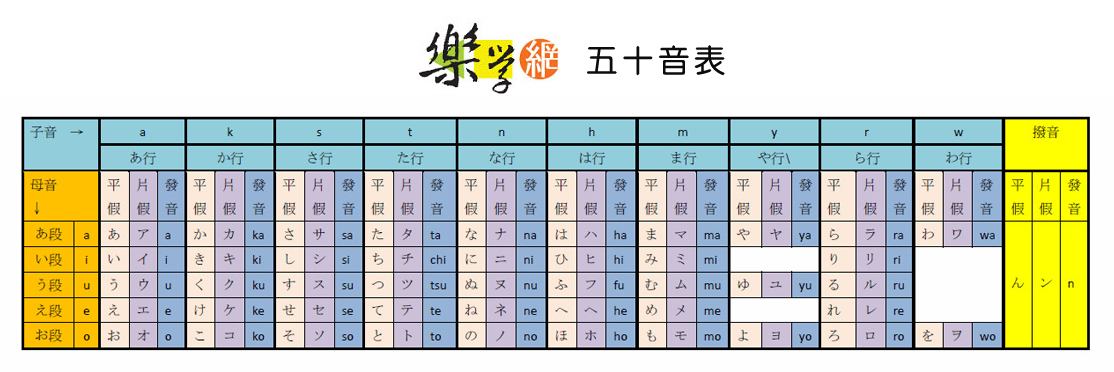 樂学網 五十音表
子音 → a k s t n h m y r w 撥音
あ行 か行 さ行 た行 な行 は行 ま行 や行\ ら行 わ行
母音 ↓ 平假 片假 發音 平假 片假 發音 平假 片假 發音 平假 片假 發音 平假 片假 發音 平假 片假 發音 平假 片假 發音 平假 片假 發音 平假 片假 發音 平假 片假 發音 平假 片假 發音
あ段 a あ ア a か カ ka さ サ sa た タ ta な ナ na は ハ ha ま マ ma や ヤ ya ら ラ ra わ ワ wa
い段 i い イ i き キ ki し シ si ち チ chi に ニ ni ひ ヒ hi み ミ mi り リ ri
う段 u う ウ u く ク ku す ス su つ ツ tsu ぬ ヌ nu ふ フ fu む ム mu ゆ ユ yu る ル ru ん ン n
え段 e え エ e け ケ ke せ セ se て テ te ね ネ ne へ ヘ he め メ me れ レ re
お段 o お オ o こ コ ko そ ソ so と ト to の ノ no ほ ホ ho も モ mo よ ヨ yo ろ ロ ro を ヲ wo